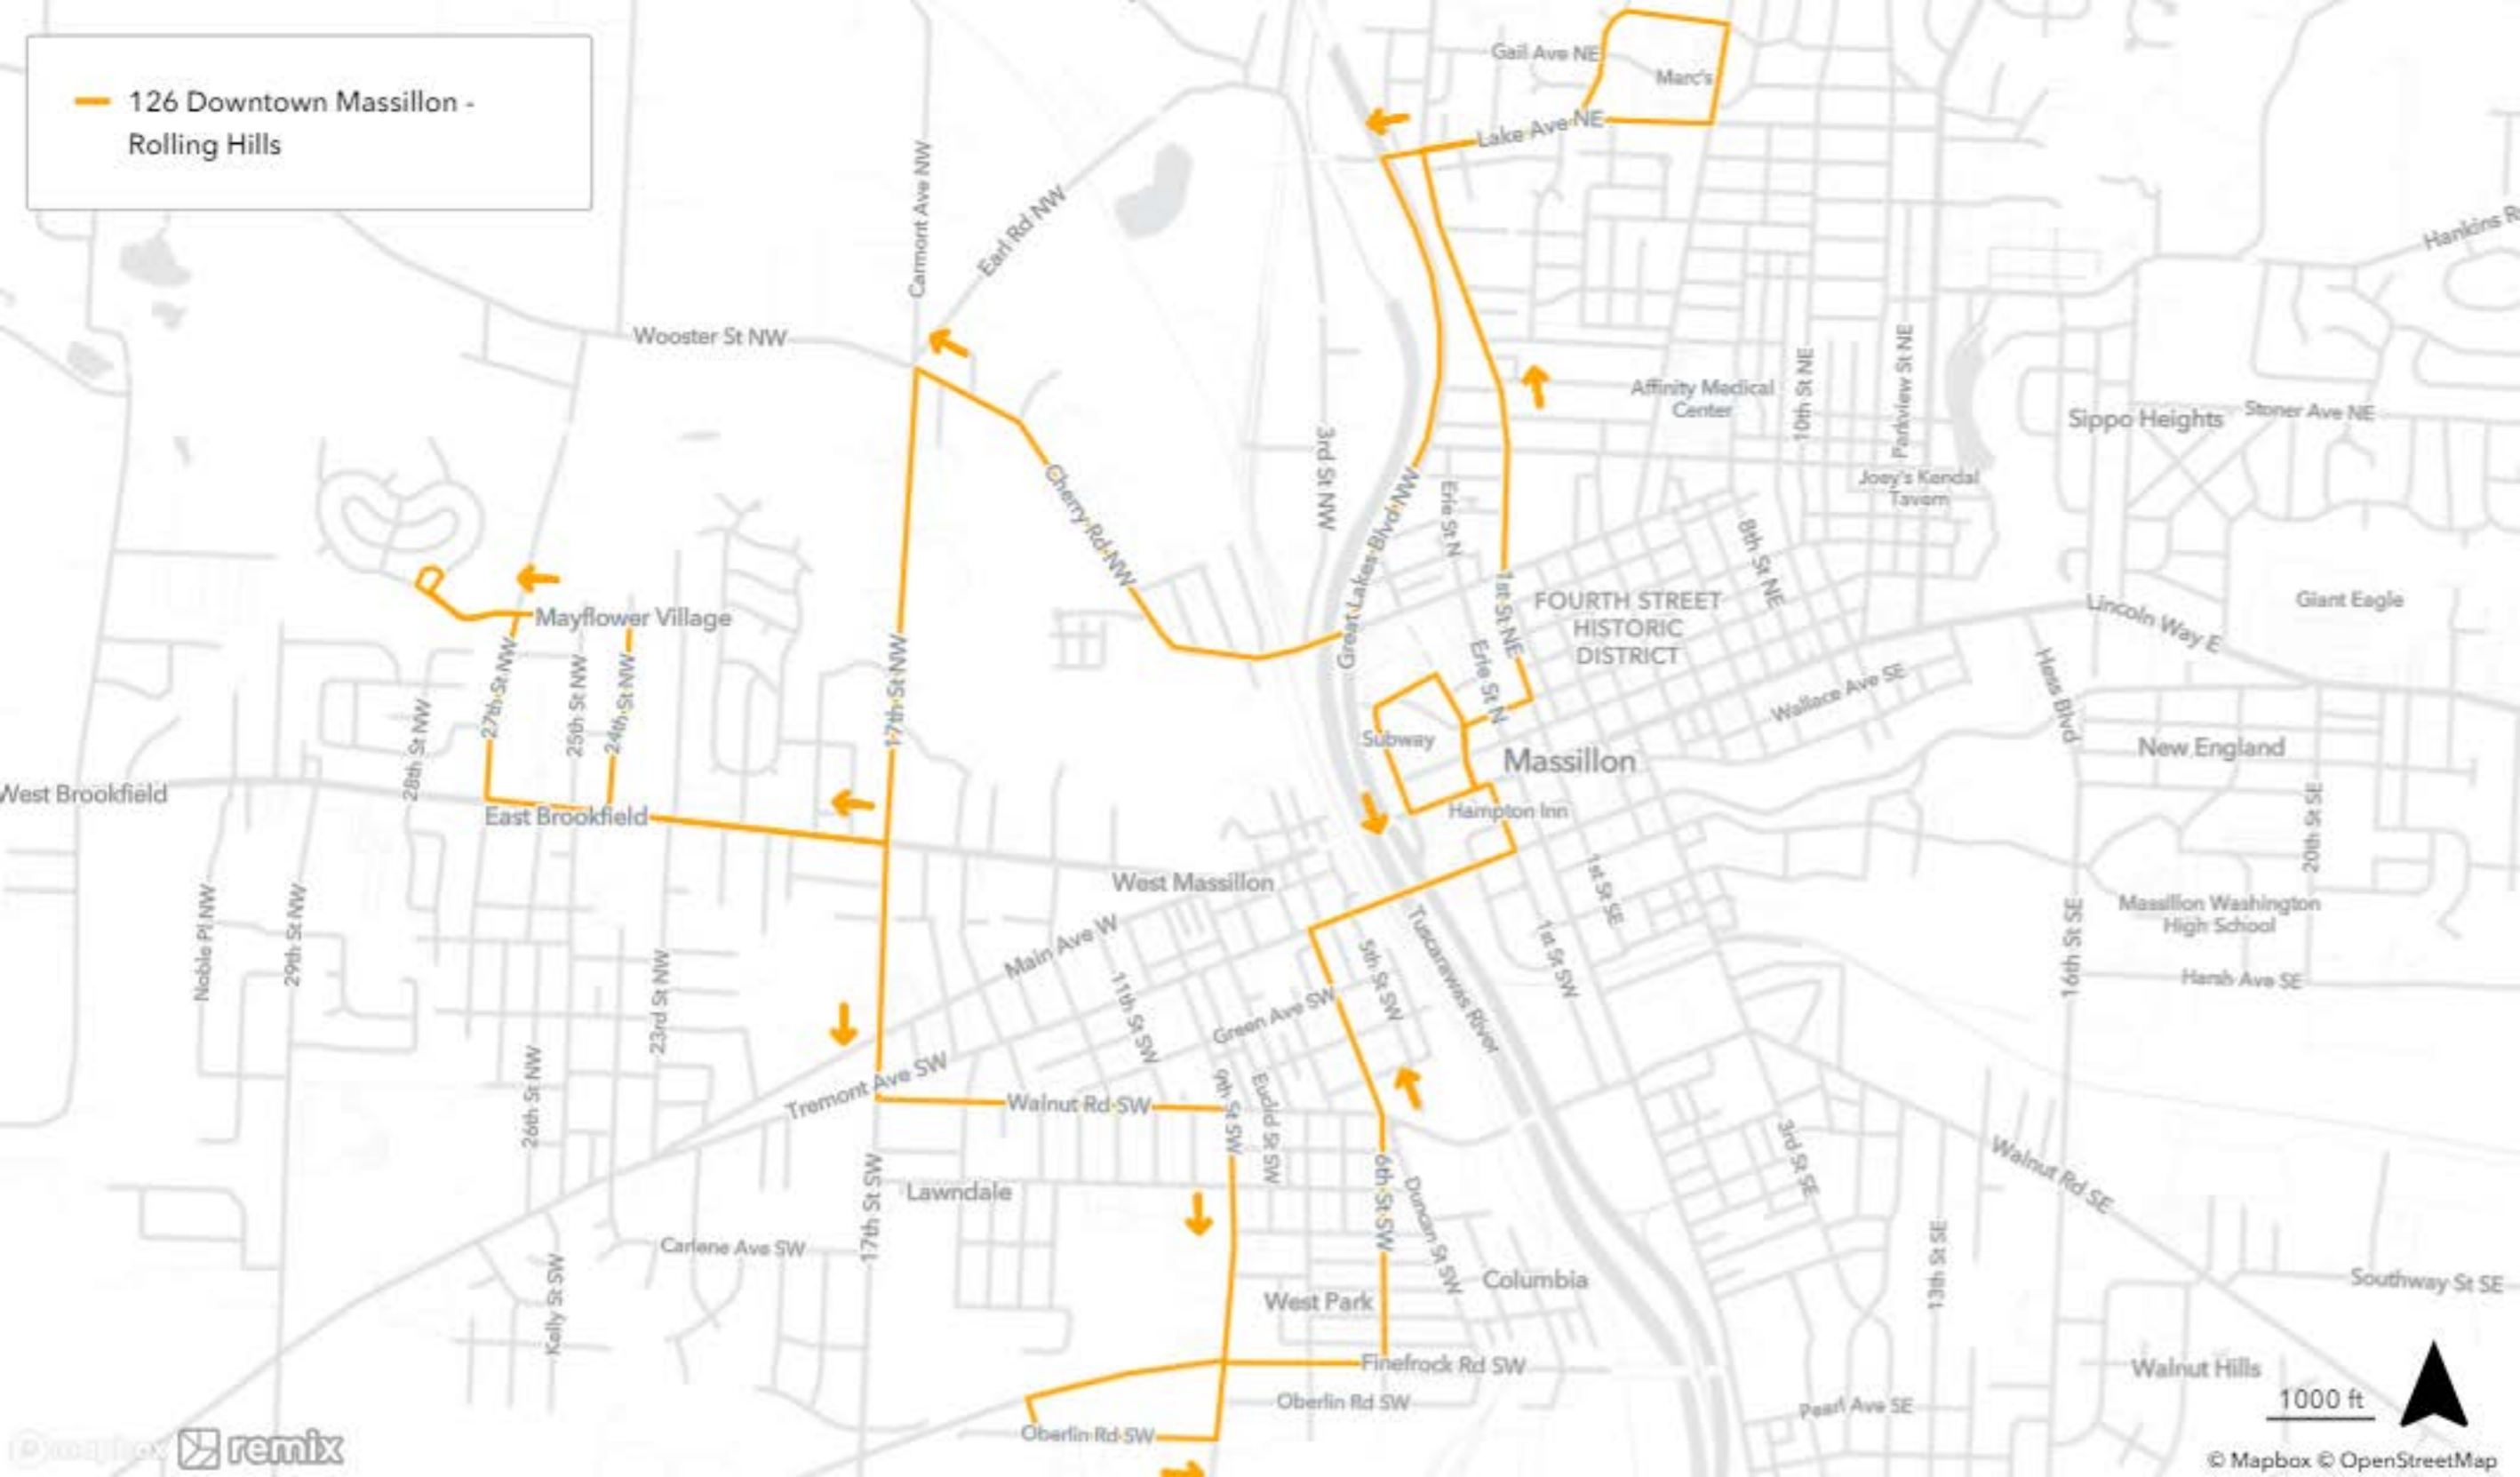 126 Downtown Massillon -
Rolling Hills
Gail Ave NE
Marc's
Lake Ave NE
Carmont Ave NW
Earl Rd NW
Wooster St NW
Cherry Rd NW
3rd St NW
Great Lakes Blvd NW
Erie St N
1st St NE
Erie St N
Affinity Medical
Center
10th St NE
Parkview St NE
Joey's Kendal
Tavern
8th St NE
Sippo Heights
Stoner Ave NE
Hankins
Giant Eagle
Lincoln Way E
Hess Blvd
New England
FOURTH STREET
HISTORIC
DISTRICT
Wallace Ave SE
Mayflower Village
27th St NW
25th St NW
24th St NW
28th St NW
17th St NW
Subway
Massillon
Hampton Inn
West Brookfield
East Brookfield
West Massillon
20th St SE
Massillon Washington
High School
Harsh Ave SE
16th St SE
1st St SE
1st St SW
Tuscarawas River
5th St SW
Noble Pl NW
29th St NW
23rd St NW
26th St NW
Main Ave W
11th St SW
Green Ave SW
Tremont Ave SW
Walnut Rd SW
9th St SW
Euclid St SW
Lawndale
17th St SW
Carlene Ave SW
Kelly St SW
6th St SW
Duncan St SW
Columbia
West Park
3rd St SE
Walnut Rd SE
13th St SE
Southway St SE
Walnut Hills
Finefrock Rd SW
Oberlin Rd SW
Oberlin Rd SW
Pearl Ave SE
1000 ft
mapbox remix
© Mapbox © OpenStreetMap